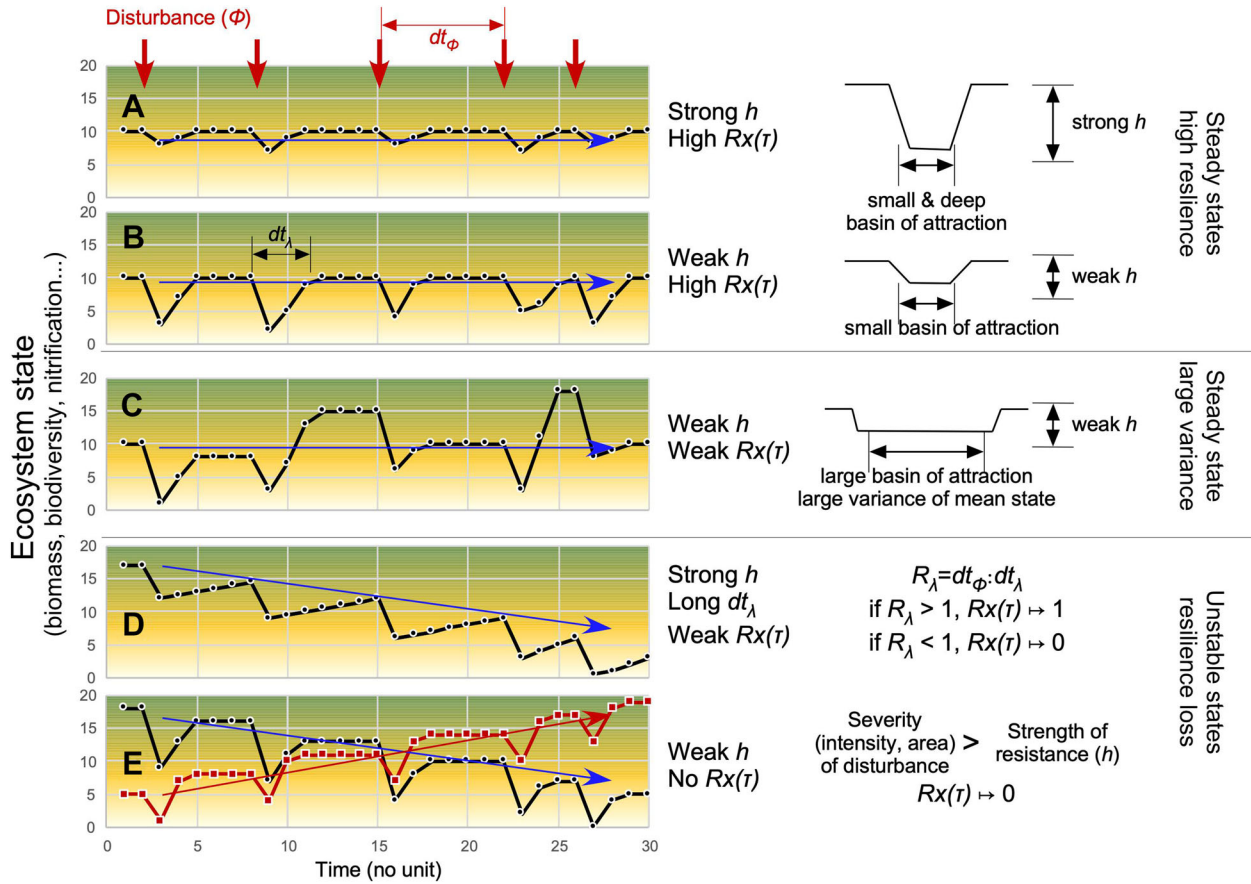 Disturbance (Φ)
dtΦ
Ecosystem state
(biomass, biodiversity, nitrification...)
20
15
10
5
0
A
Strong h
High Rx(τ)
strong h
small & deep
basin of attraction
20
15
10
5
0
B
dtλ
Weak h
High Rx(τ)
weak h
small basin of attraction
Steady states
high reslience
20
15
10
5
0
C
Weak h
Weak Rx(τ)
weak h
large basin of attraction
large variance of mean state
Steady state
large variance
20
15
10
5
0
D
Strong h
Long dtλ
Weak Rx(τ)
Rλ=dtΦ:dtλ
if Rλ > 1, Rx(τ) ↦ 1
if Rλ < 1, Rx(τ) ↦ 0
20
15
10
5
0
E
Weak h
No Rx(τ)
Severity
(intensity, area)
of disturbance
>
Strength of
resistance (h)
Rx(τ) ↦ 0
Unstable states
resilience loss
0 5 10 15 20 25 30
Time (no unit)